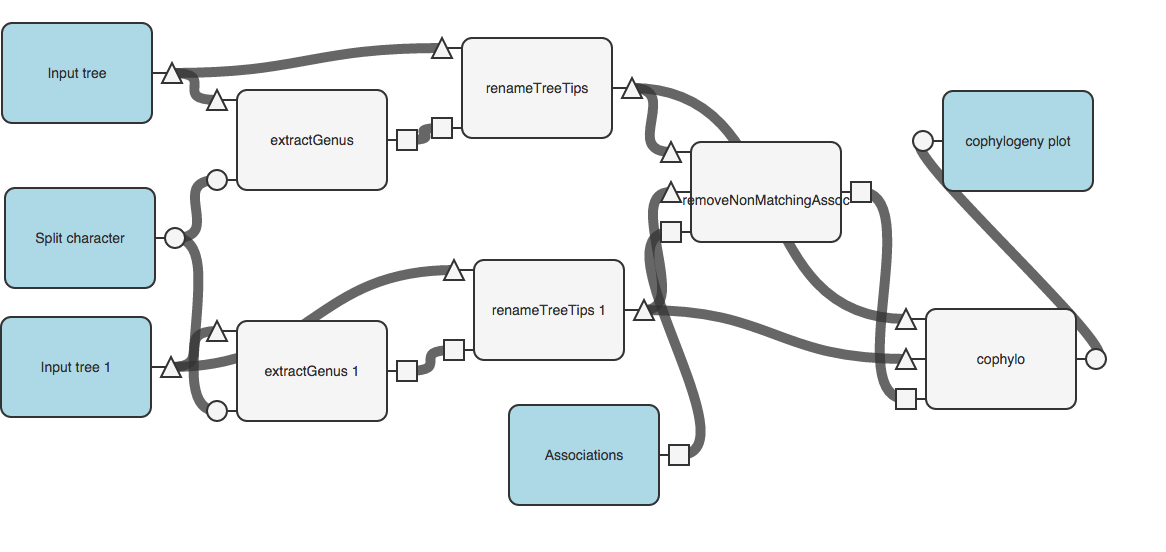 Input tree
renameTreeTips
extractGenus
cophylogeny plot
removeNonMatchingAssoc
Split character
renameTreeTips 1
Input tree 1
extractGenus 1
cophylo
Associations